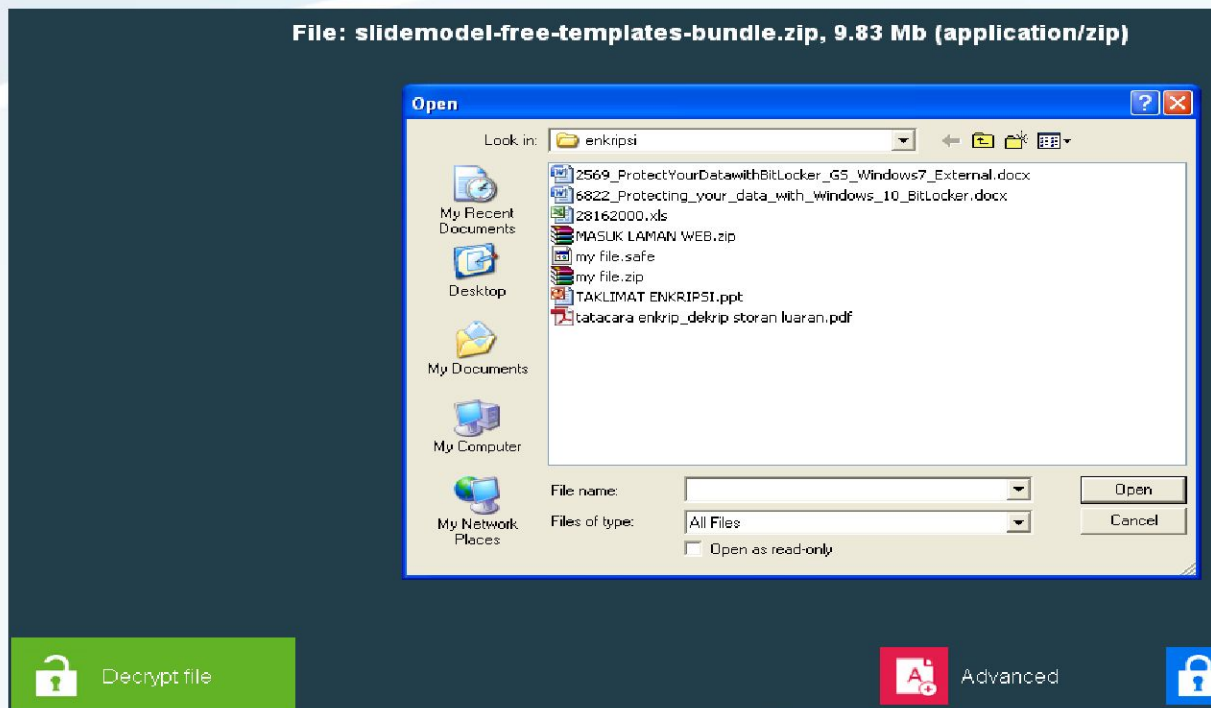 File: slidemodel-free-templates-bundle.zip, 9.83 Mb (application/zip)
Open
Look in: enkripsi
My Recent
Documents
Desktop
My Documents
My Computer
My Network
Places
2569_ProtectYourDatawithBitLocker_GS_Windows7_External.docx
6822_Protecting_your_data_with_Windows_10_BitLocker.docx
28162000.xls
MASUK LAMAN WEB.zip
my file.safe
my file.zip
TAKLIMAT ENKRIPSI.ppt
tatacara enkrip_dekrip storan luaran.pdf
File name: Open
Files of type: All Files Cancel
Open as read-only
Decrypt file
Advanced